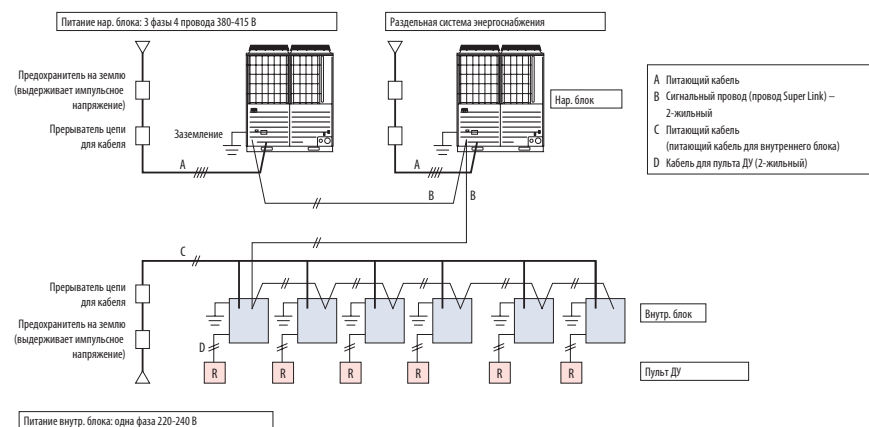 Питание нар. блока: 3 фазы 4 провода 380-415 В
Раздельная система энергоснабжения
Предохранитель на землю
(выдерживает импульсное
напряжение)
Прерыватель цепи
для кабеля
Заземление
Нар. блок
A Питающий кабель
B Сигнальный провод (провод Super Link) –
2-жильный
C Питающий кабель
(питающий кабель для внутреннего блока)
D Кабель для пульта ДУ (2-жильный)
A
A
B
B
C
Прерыватель цепи
для кабеля
Предохранитель на землю
(выдерживает импульсное
напряжение)
Внутр. блок
D
R
R
R
R
R
R
Пульт ДУ
Питание внутр. блока: одна фаза 220-240 В